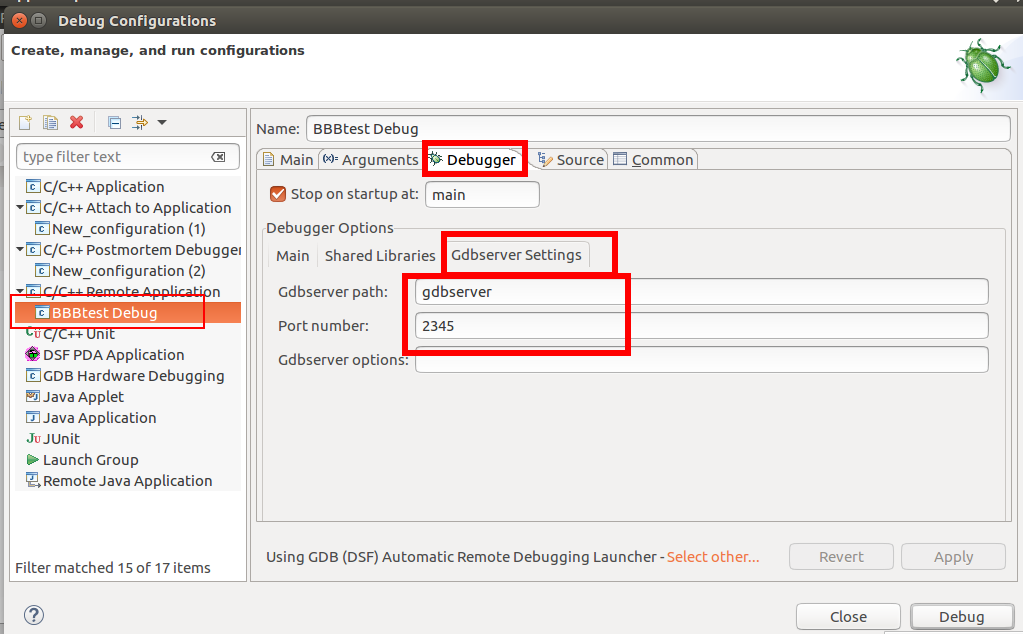 Debug Configurations
Create, manage, and run configurations
type filter text
C/C++ Application
C/C++ Attach to Application
New_configuration (1)
C/C++ Postmortem Debugger
New_configuration (2)
C/C++ Remote Application
BBBtest Debug
C/C++ Unit
DSF PDA Application
GDB Hardware Debugging
Java Applet
Java Application
JUnit
Launch Group
Remote Java Application
Filter matched 15 of 17 items
Name: BBBtest Debug
Main (x)= Arguments Debugger Source Common
Stop on startup at: main
Debugger Options
Main Shared Libraries Gdbserver Settings
Gdbserver path: gdbserver
Port number: 2345
Gdbserver options:
Using GDB (DSF) Automatic Remote Debugging Launcher - Select other...
Revert Apply
? Close Debug